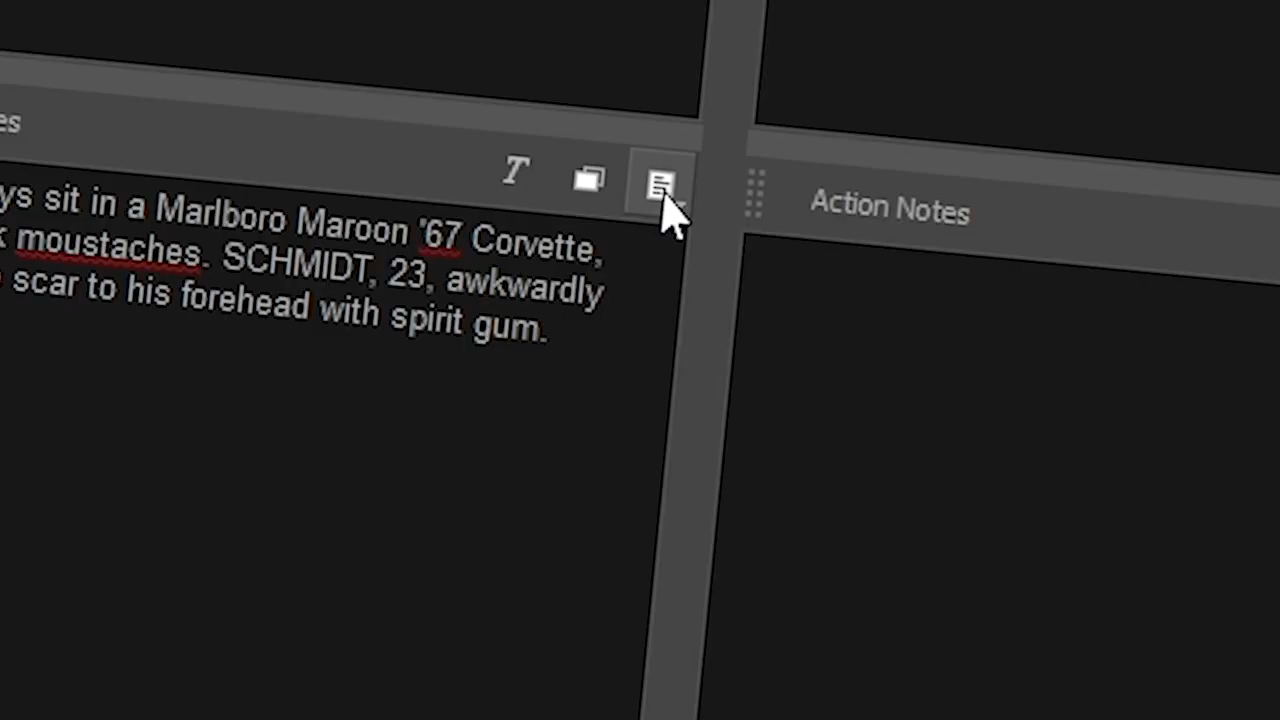 es
T
Action Notes
ys sit in a Marlboro Maroon '67 Corvette,
k moustaches. SCHMIDT, 23, awkwardly
scar to his forehead with spirit gum.